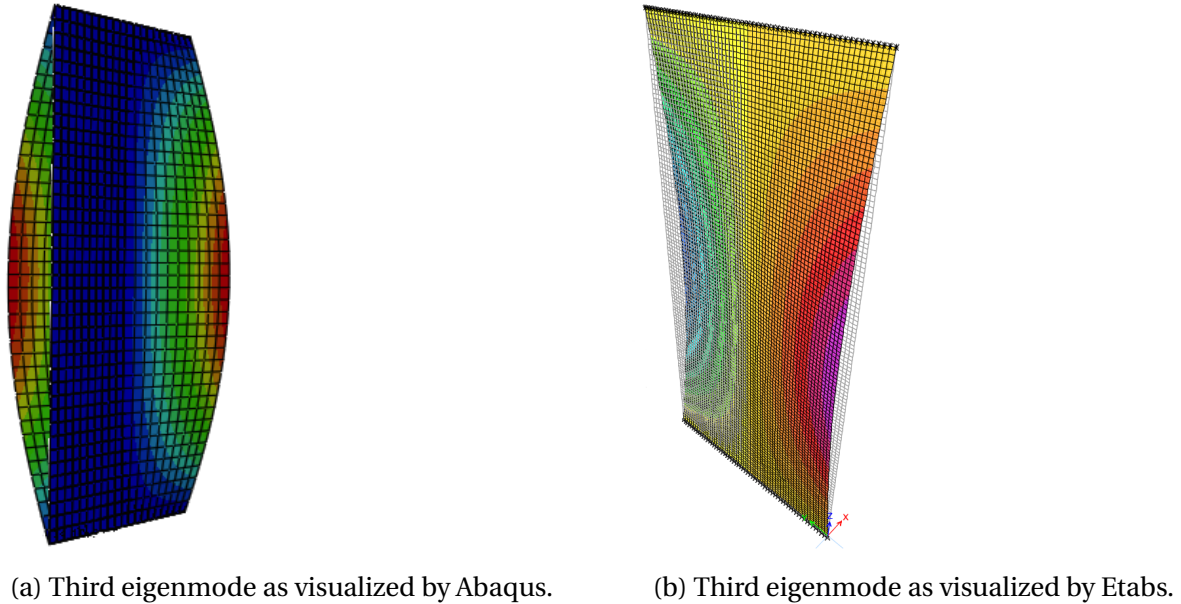 Z
X
(a) Third eigenmode as visualized by Abaqus.
(b) Third eigenmode as visualized by Etabs.